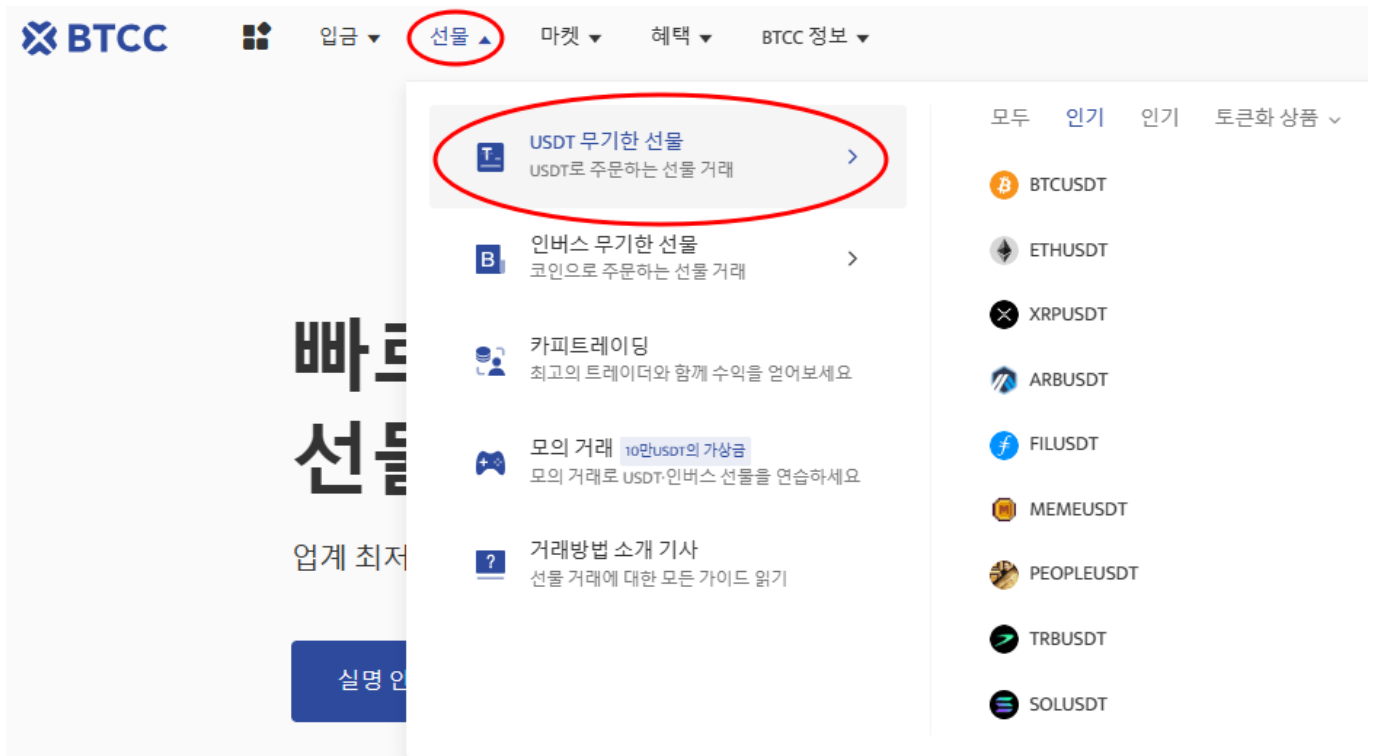 BTCC
입금 ▼
선물 ▲
마켓 ▼
혜택 ▼
BTCC 정보 ▼
USDT 무기한 선물
USDT로 주문하는 선물 거래
인버스 무기한 선물
코인으로 주문하는 선물 거래
카피트레이딩
최고의 트레이더와 함께 수익을 얻어보세요
모의 거래 10만USDT의 가상금
모의 거래로 USDT·인버스 선물을 연습하세요
거래방법 소개 기사
선물 거래에 대한 모든 가이드 읽기
모두 인기 인기 토큰화 상품
BTCUSDT
ETHUSDT
XRPUSDT
ARBUSDT
FILUSDT
MEMEUSDT
PEOPLEUSDT
TRBUSDT
SOLUSDT
업계 최저
실명